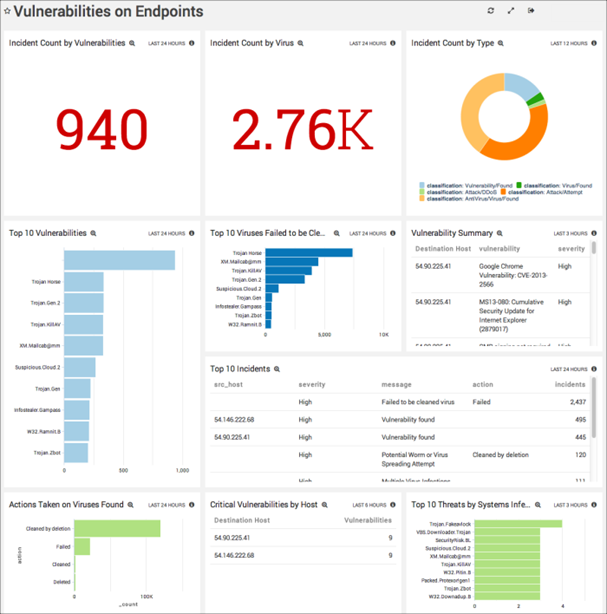 Vulnerabilities on Endpoints
Incident Count by Vulnerabilities LAST 24 HOURS
940
Incident Count by Virus LAST 24 HOURS
2.76K
Incident Count by Type LAST 12 HOURS
classification: Vulnerability/Found classification: Virus/Found
classification: Attack/DDoS classification: Attack/Attempt
classification: AntiVirus/Virus/Found
Top 10 Vulnerabilities LAST 24 HOURS
Trojan Horse
Trojan.Gen.2
Trojan.KillAV
XM.Mailcab@mm
Suspicious.Cloud.2
Trojan.Gen
Infostealer.Gampass
W32.Ramnit.B
Trojan.Zbot
0 500 1,000
Top 10 Viruses Failed to be Cle... LAST 24 HOURS
Trojan Horse
XM.Mailcab@mm
Trojan.KillAV
Trojan.Gen.2
Suspicious.Cloud.2
Trojan.Gen
Infostealer.Gampass
Trojan.Zbot
W32.Ramnit.B
0 5,000 10K
Vulnerability Summary LAST 3 HOURS
Destination Host vulnerability severity
54.90.225.41 Google Chrome High
Vulnerability: CVE-2013-
2566
54.90.225.41 MS13-080: Cumulative High
Security Update for
Internet Explorer
(2879017)
Top 10 Incidents LAST 24 HOURS
src_host severity message action incidents
High Failed to be cleaned virus Failed 2,437
54.146.222.68 High Vulnerability found 495
54.90.225.41 High Vulnerability found 445
High Potential Worm or Virus Cleaned by deletion 120
Spreading Attempt
High Multiple Virus Infections 111
Actions Taken on Viruses Found LAST 24 HOURS
action
Cleaned by deletion
Failed
Cleaned
Deleted
0 100K
_count
Critical Vulnerabilities by Host LAST 6 HOURS
Destination Host Vulnerabilities
54.90.225.41 9
54.146.222.68 9
Top 10 Threats by Systems Infe... LAST 3 HOURS
Trojan.Fakeavlock
VBS.Downloader.Trojan
SecurityRisk.BL
Suspicious.Cloud.2
XM.Mailcab@mm
Trojan.KillAV
W32.Pilin.B
Packed.Protexorigen!
Trojan.Zbot
W32.Downadup.B
0 2 4